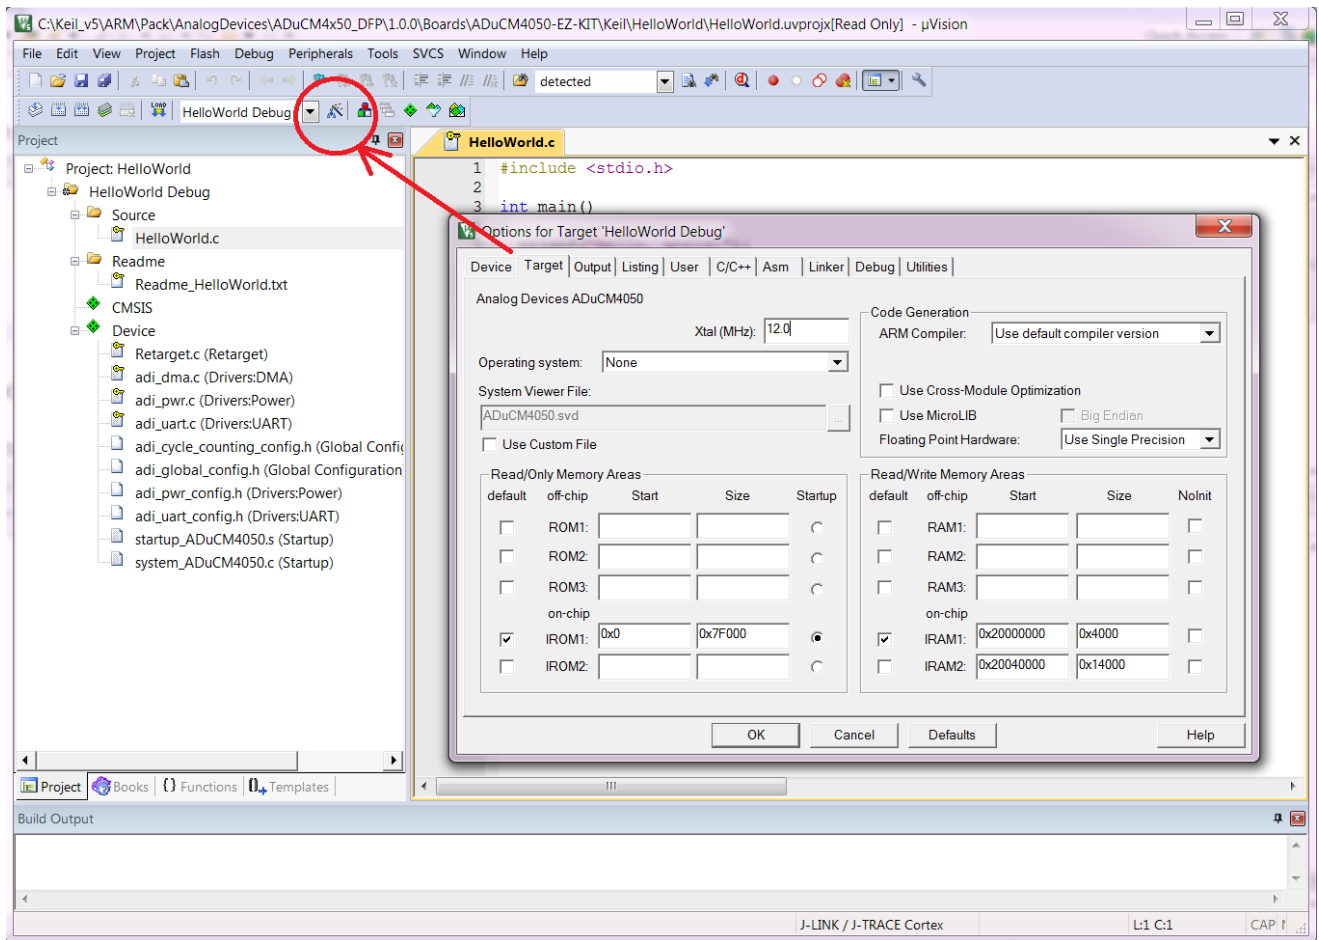 C:\Keil_v5\ARM\Pack\AnalogDevices\ADuCM4x50_DFP\1.0.0\Boards\ADuCM4050-EZ-KIT\Keil\HelloWorld\HelloWorld.uvprojx[Read Only] - µVision
File Edit View Project Flash Debug Peripherals Tools SVCS Window Help
detected
LOAD HelloWorld Debug
Project
HelloWorld.c
Project: HelloWorld
HelloWorld Debug
Source
HelloWorld.c
Readme
Readme_HelloWorld.txt
CMSIS
Device
Retarget.c (Retarget)
adi_dma.c (Drivers:DMA)
adi_pwr.c (Drivers:Power)
adi_uart.c (Drivers:UART)
adi_cycle_counting_config.h (Global Config
adi_global_config.h (Global Configuration
adi_pwr_config.h (Drivers:Power)
adi_uart_config.h (Drivers:UART)
startup_ADuCM4050.s (Startup)
system_ADuCM4050.c (Startup)
Project Books {} Functions Templates
1 #include <stdio.h>
2
3 int main()
Options for Target 'HelloWorld Debug'
Device Target Output Listing User C/C++ Asm Linker Debug Utilities
Analog Devices ADuCM4050
Xtal (MHz): 12.0
Operating system: None
System Viewer File:
ADuCM4050.svd ...
Use Custom File
Code Generation
ARM Compiler: Use default compiler version
Use Cross-Module Optimization
Use MicroLIB Big Endian
Floating Point Hardware: Use Single Precision
Read/Only Memory Areas
default off-chip Start Size Startup
ROM1:
ROM2:
ROM3:
on-chip
IROM1: 0x0 0x7F000
IROM2:
Read/Write Memory Areas
default off-chip Start Size NoInit
RAM1:
RAM2:
RAM3:
on-chip
IRAM1: 0x20000000 0x4000
IRAM2: 0x20040000 0x14000
OK Cancel Defaults Help
Build Output
J-LINK / J-TRACE Cortex L:1 C:1 CAP